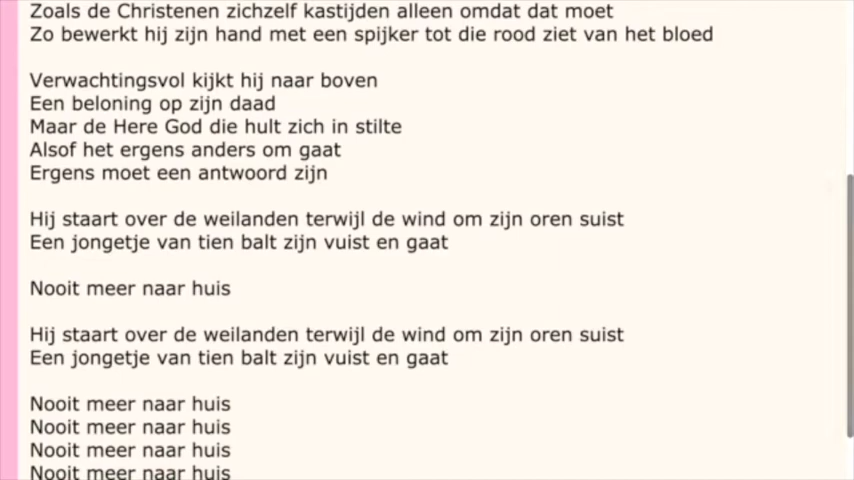 Zoals de Christenen zichzelf kastijden alleen omdat dat moet
Zo bewerkt hij zijn hand met een spijker tot die rood ziet van het bloed
Verwachtingsvol kijkt hij naar boven
Een beloning op zijn daad
Maar de Here God die hult zich in stilte
Alsof het ergens anders om gaat
Ergens moet een antwoord zijn
Hij staart over de weilanden terwijl de wind om zijn oren suist
Een jongetje van tien balt zijn vuist en gaat
Nooit meer naar huis
Hij staart over de weilanden terwijl de wind om zijn oren suist
Een jongetje van tien balt zijn vuist en gaat
Nooit meer naar huis
Nooit meer naar huis
Nooit meer naar huis
Nooit meer naar huis